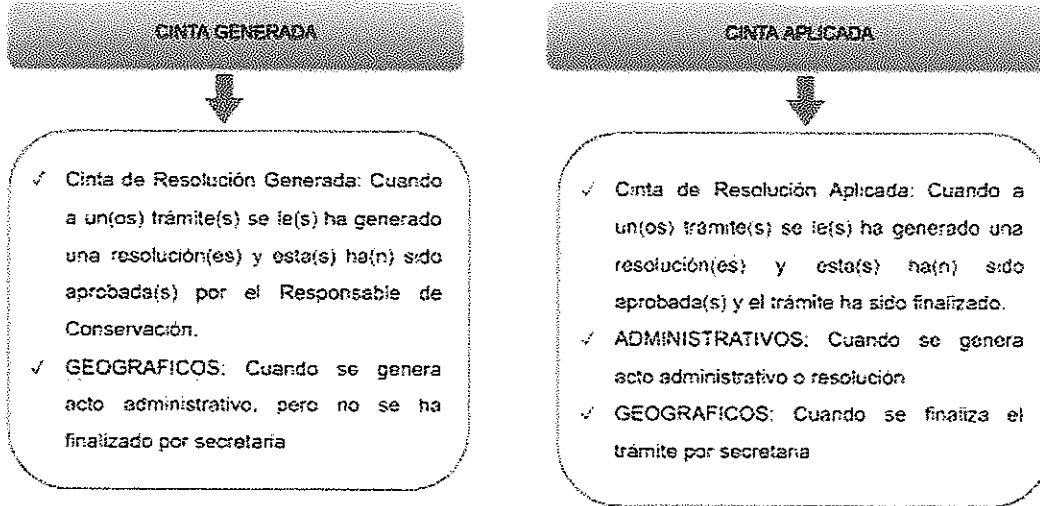 CINTA GENERADA
✓ Cinta de Resolución Generada: Cuando
a un(os) trámite(s) se le(s) ha generado
una resolución(es) y esta(s) ha(n) sido
aprobada(s) por el Responsable de
Conservación.
✓ GEOGRAFICOS: Cuando se genera
acto administrativo, pero no se ha
finalizado por secretaria
CINTA APLICADA
✓ Cinta de Resolución Aplicada: Cuando a
un(os) trámite(s) se le(s) ha generado una
resolución(es) y esta(s) ha(n) sido
aprobada(s) y el trámite ha sido finalizado.
✓ ADMINISTRATIVOS: Cuando se genera
acto administrativo o resolución
✓ GEOGRAFICOS: Cuando se finaliza el
trámite por secretaria